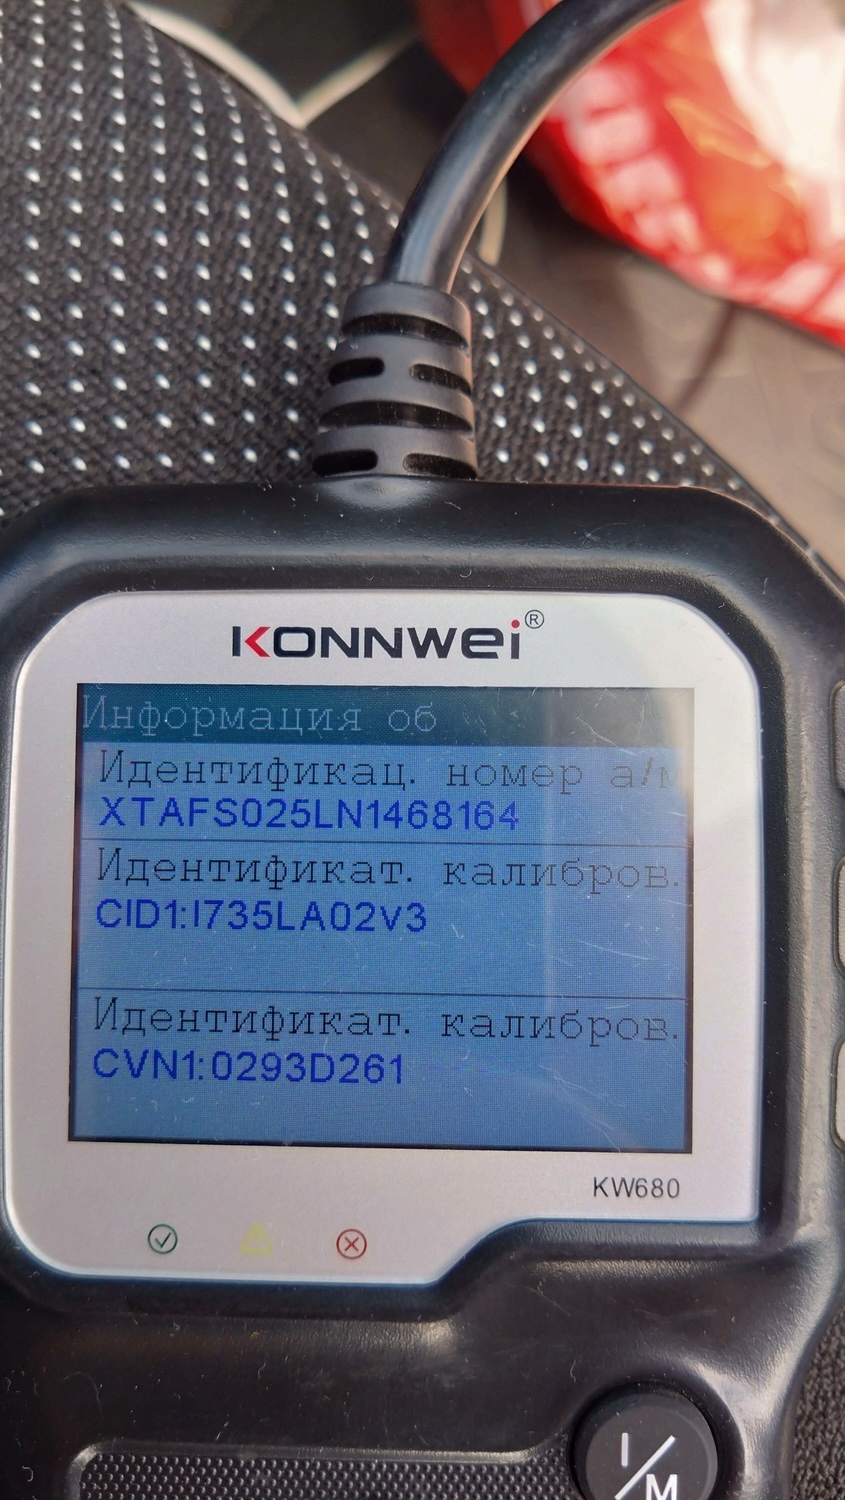 KONNWEI®
Информация об
Идентификац. номер а/м
XTAFS025LN1468164
Идентификат. калибров.
CID1:I735LA02v3
Идентификат. калибров.
CVN1:0293D261
KW680
I/M